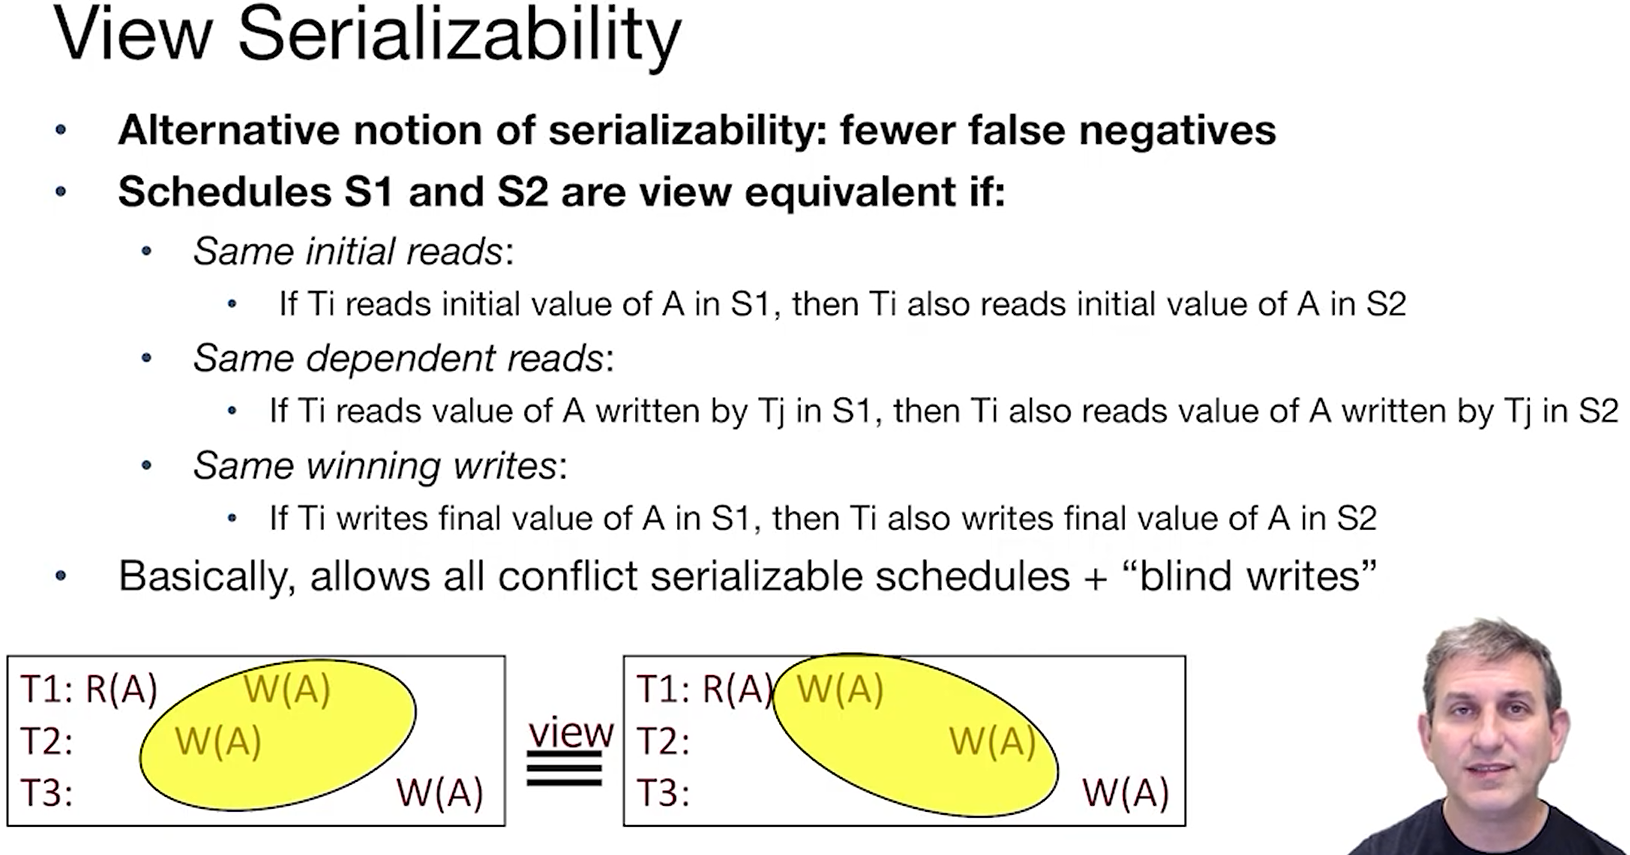 View Serializability
• Alternative notion of serializability: fewer false negatives
• Schedules S1 and S2 are view equivalent if:
• Same initial reads:
• If Ti reads initial value of A in S1, then Ti also reads initial value of A in S2
• Same dependent reads:
• If Ti reads value of A written by Tj in S1, then Ti also reads value of A written by Tj in S2
• Same winning writes:
• If Ti writes final value of A in S1, then Ti also writes final value of A in S2
• Basically, allows all conflict serializable schedules + “blind writes”
T1: R(A) W(A)
T2: W(A)
T3: W(A)
view
T1: R(A) W(A)
T2: W(A)
T3: W(A)